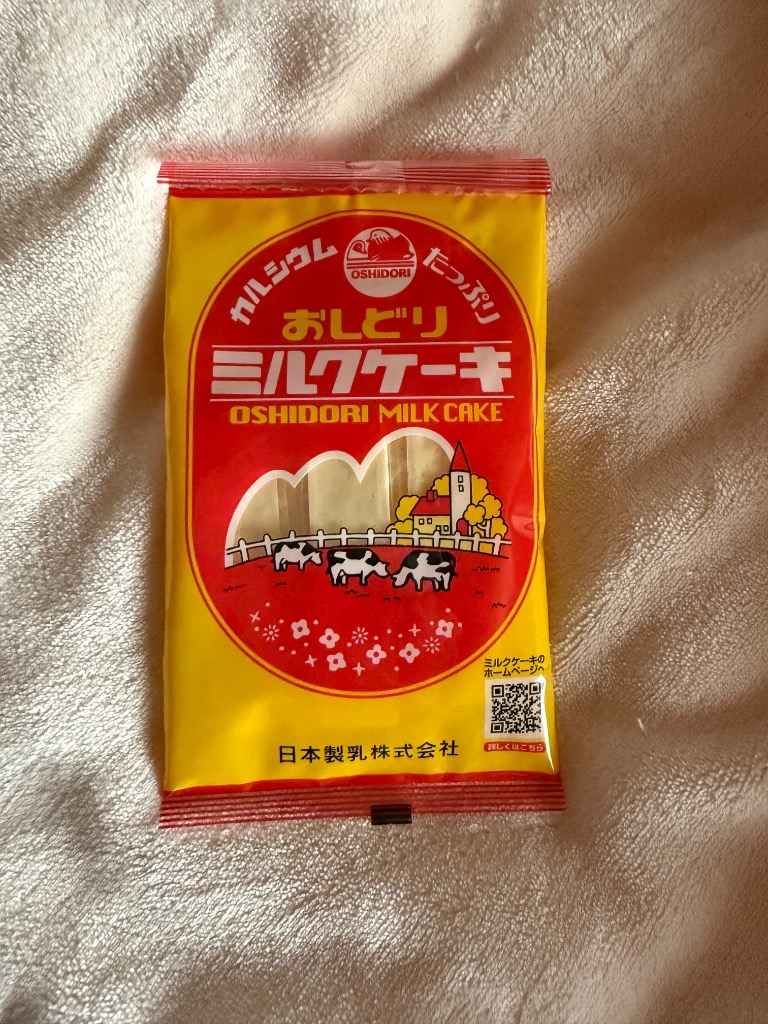 カルシウム
OSHIDORI
たっぷり
おしどり
ミルクケーキ
OSHIDORI MILK CAKE
ミルクケーキの
ホームページへ
詳しくはこちら
日本製乳株式会社